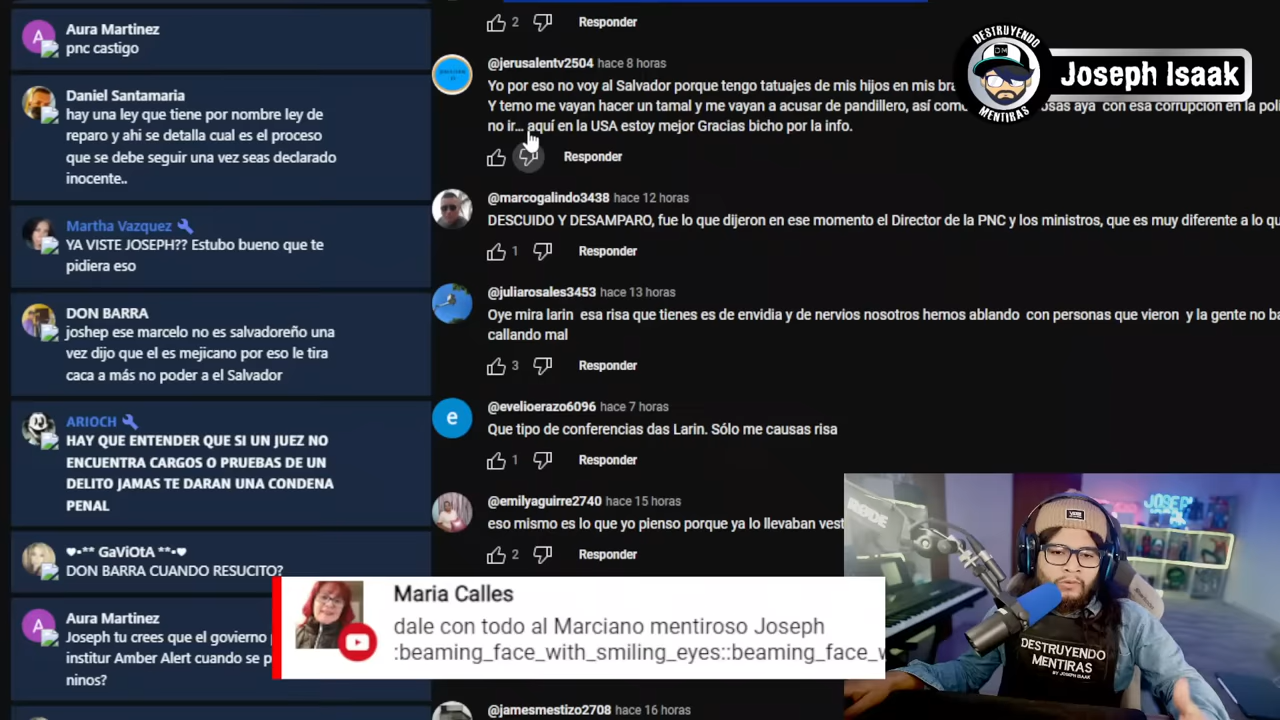 Aura Martinez
pnc castigo
Daniel Santamaria
hay una ley que tiene por nombre ley de
reparo y ahi se detalla cual es el proceso
que se debe seguir una vez seas declarado
inocente..
Martha Vazquez
YA VISTE JOSEPH?? Estubo bueno que te
pidiera eso
DON BARRA
joshep ese marcelo no es salvadoreño una
vez dijo que el es mejicano por eso le tira
caca a más no poder a el Salvador
ARIOCH
HAY QUE ENTENDER QUE SI UN JUEZ NO
ENCUENTRA CARGOS O PRUEBAS DE UN
DELITO JAMAS TE DARAN UNA CONDENA
PENAL
♥•** GaViOtA **•♥
DON BARRA CUANDO RESUCITO?
Aura Martinez
Joseph tu crees que el govierno
institur Amber Alert cuando se p
ninos?
2 Responder
@jerusalentv2504 hace 8 horas
Yo por eso no voy al Salvador porque tengo tatuajes de mis hijos en mis
Y temo me vayan hacer un tamal y me vayan a acusar de pandillero, así aya con esa corrupción en la
no ir... aquí en la USA estoy mejor Gracias bicho por la info.
Responder
@marcogalindo3438 hace 12 horas
DESCUIDO Y DESAMPARO, fue lo que dijeron en ese momento el Director de la PNC y los ministros, que es muy diferente a lo
1 Responder
@juliarosales3453 hace 13 horas
Oye mira larin esa risa que tienes es de envidia y de nervios nosotros hemos ablando con personas que vieron y la gente no
callando mal
3 Responder
e
@evelioerazo6096 hace 7 horas
Que tipo de conferencias das Larin. Sólo me causas risa
1 Responder
@emilyaguirre2740 hace 15 horas
eso mismo es lo que yo pienso porque ya lo llevaban
2 Responder
@jamesmestizo2708 hace 16 horas
Maria Calles
dale con todo al Marciano mentiroso Joseph
:beaming_face_with_smiling_eyes::beaming_face_w
DESTRUYENDO
DM
MENTIRAS
Joseph Isaak
RØDE
JOSEPH
VANS
DESTRUYENDO
MENTIRAS
BY JOSEPH ISAAK